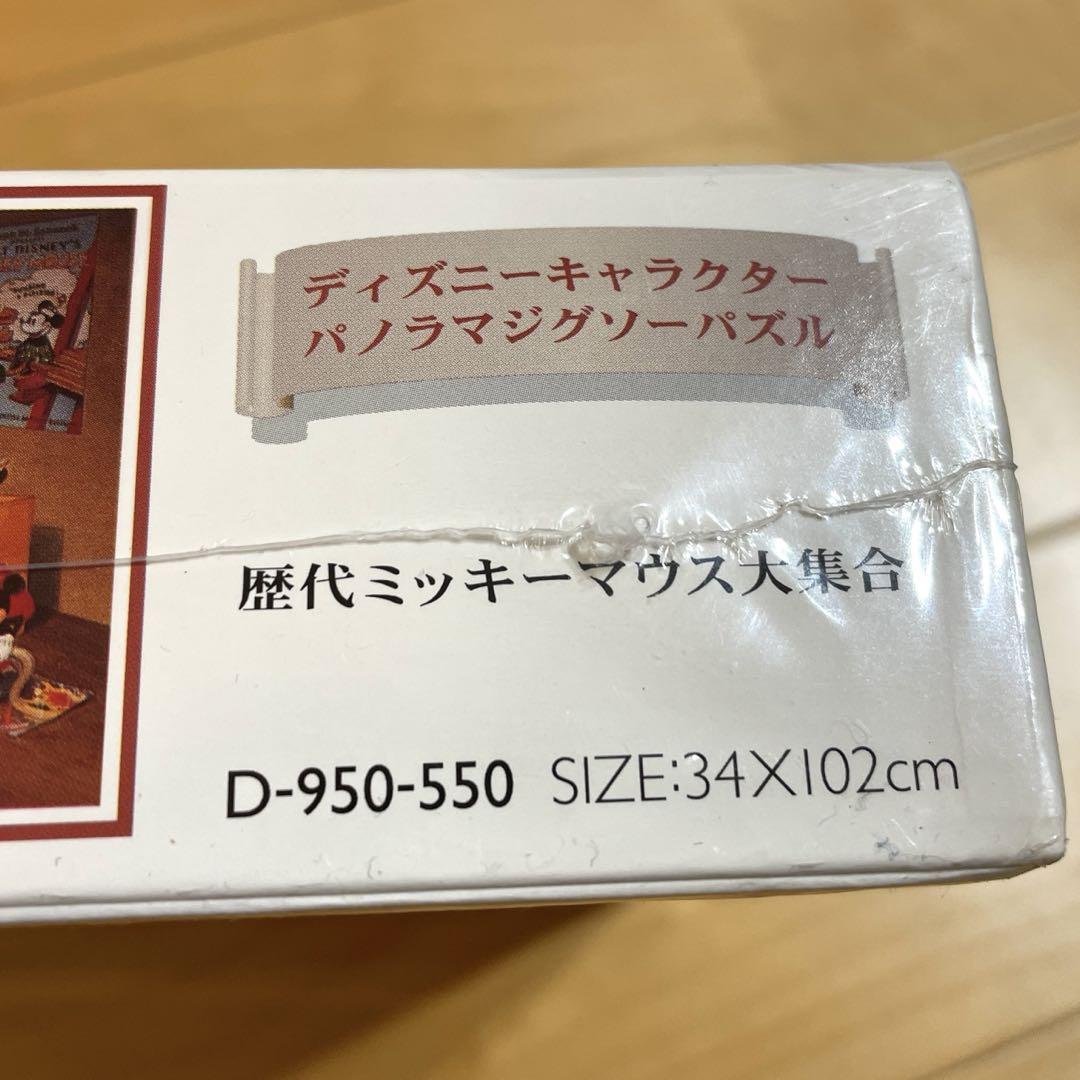 T DISNEY'S
ディズニーキャラクター
パノラマジグソーパズル
歴代ミッキーマウス大集合
D-950-550 SIZE:34X102cm